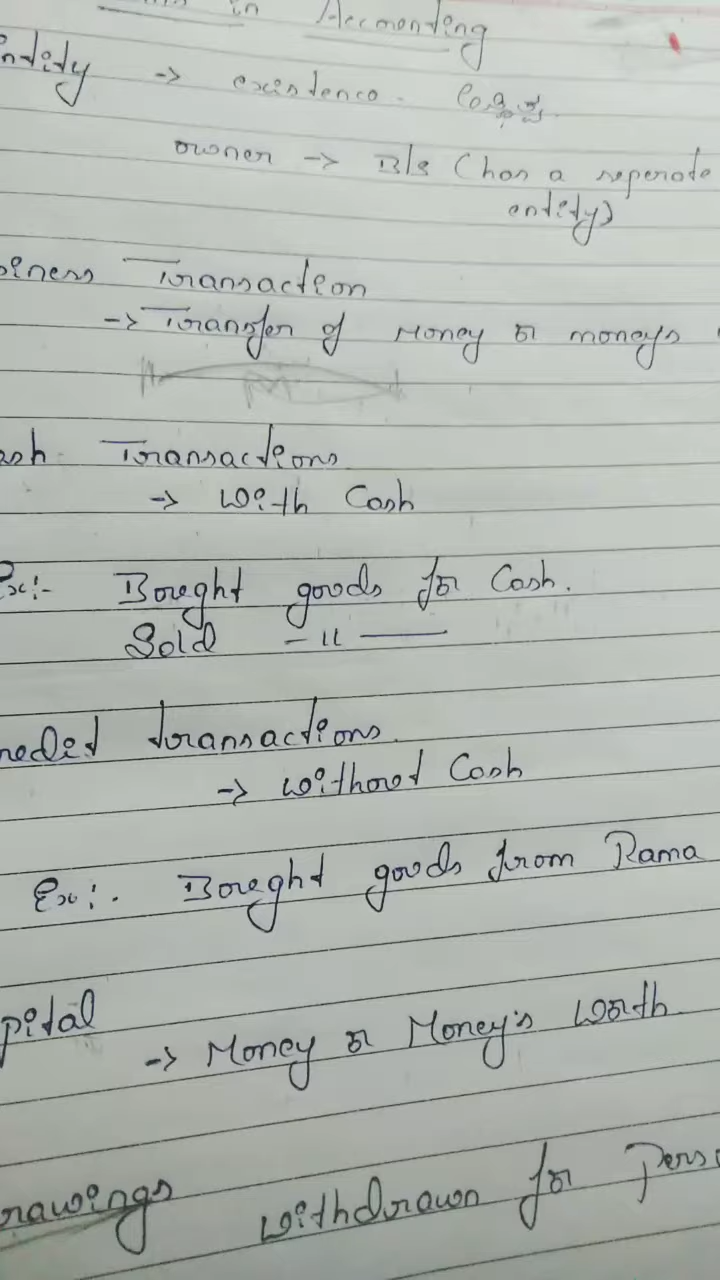 in Accounting
ntity -> existence.
owner -> B/s (has a seperate
entity)
siness Transaction
-> Transfer of Money or moneys
ash Transactions
-> With Cash
Ex:- Bought goods for Cash.
Sold -〃-
redit transactions.
-> without Cash
Ex:. Bought goods from Rama
pital
-> Money or Money's Worth
rawings withdrawn for Pers